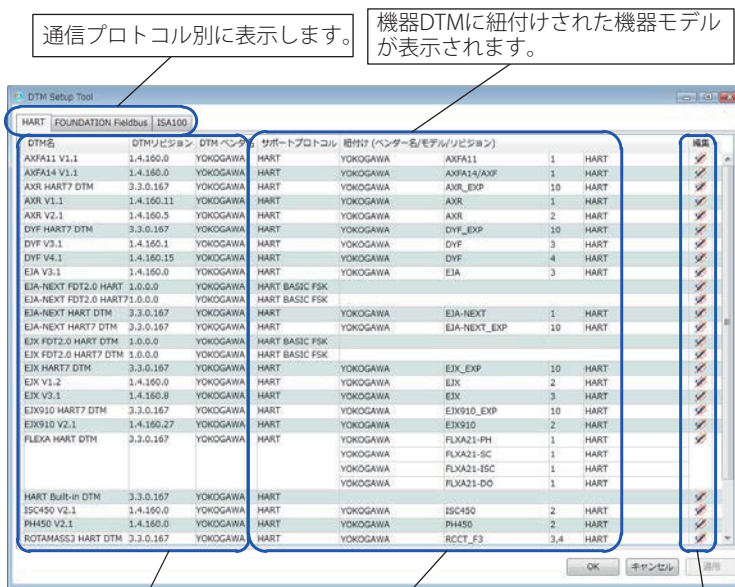 通信プロトコル別に表示します。
機器DTMに紐付けされた機器モデル
が表示されます。
DTM Setup Tool
HART FOUNDATION Fieldbus ISA100
DTM名 DTMリビジョン DTM ベンダ名 サポートプロトコル 紐付け (ベンダー名/モデル/リビジョン) 編集
AXFA11 V1.1 1.4.160.0 YOKOGAWA HART YOKOGAWA AXFA11 1 HART
AXFA14 V1.1 1.4.160.0 YOKOGAWA HART YOKOGAWA AXFA14/AXF 1 HART
AXR HART7 DTM 3.3.0.167 YOKOGAWA HART YOKOGAWA AXR_EXP 10 HART
AXR V1.1 1.4.160.11 YOKOGAWA HART YOKOGAWA AXR 1 HART
AXR V2.1 1.4.160.5 YOKOGAWA HART YOKOGAWA AXR 2 HART
DYF HART7 DTM 3.3.0.167 YOKOGAWA HART YOKOGAWA DYF_EXP 10 HART
DYF V3.1 1.4.160.1 YOKOGAWA HART YOKOGAWA DYF 3 HART
DYF V4.1 1.4.160.15 YOKOGAWA HART YOKOGAWA DYF 4 HART
EJA V3.1 1.4.160.0 YOKOGAWA HART YOKOGAWA EJA 3 HART
EJA-NEXT FDT2.0 HART 1.0.0.0 YOKOGAWA HART BASIC FSK
EJA-NEXT FDT2.0 HART7 1.0.0.0 YOKOGAWA HART BASIC FSK
EJA-NEXT HART DTM 3.3.0.167 YOKOGAWA HART YOKOGAWA EJA-NEXT 1 HART
EJA-NEXT HART7 DTM 3.3.0.167 YOKOGAWA HART YOKOGAWA EJA-NEXT_EXP 10 HART
EJX FDT2.0 HART DTM 1.0.0.0 YOKOGAWA HART BASIC FSK
EJX FDT2.0 HART7 DTM 1.0.0.0 YOKOGAWA HART BASIC FSK
EJX HART7 DTM 3.3.0.167 YOKOGAWA HART YOKOGAWA EJX_EXP 10 HART
EJX V1.2 1.4.160.0 YOKOGAWA HART YOKOGAWA EJX 2 HART
EJX V3.1 1.4.160.8 YOKOGAWA HART YOKOGAWA EJX 3 HART
EJX910 HART7 DTM 3.3.0.167 YOKOGAWA HART YOKOGAWA EJX910_EXP 10 HART
EJX910 V2.1 1.4.160.27 YOKOGAWA HART YOKOGAWA EJX910 2 HART
FLEXA HART DTM 3.3.0.167 YOKOGAWA HART YOKOGAWA FLXA21-PH 1 HART
YOKOGAWA FLXA21-SC 1 HART
YOKOGAWA FLXA21-ISC 1 HART
YOKOGAWA FLXA21-DO 1 HART
HART Built-in DTM 3.3.0.167 YOKOGAWA HART
ISC450 V2.1 1.4.160.0 YOKOGAWA HART YOKOGAWA ISC450 2 HART
PH450 V2.1 1.4.160.0 YOKOGAWA HART YOKOGAWA PH450 2 HART
ROTAMASS3 HART DTM 3.3.0.167 YOKOGAWA HART YOKOGAWA RCCT_F3 3,4 HART
OK キャンセル 適用